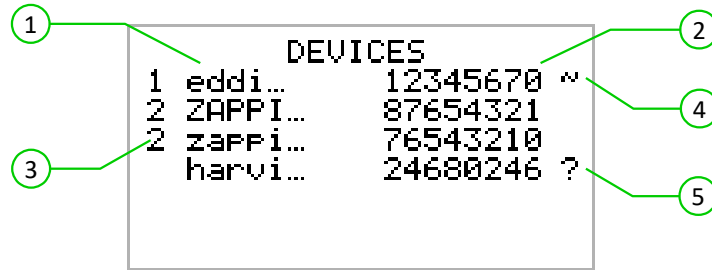 1
2
DEVICES
1 eddi… 12345670 ~
2 ZAPPI… 87654321
4
2 zappi… 76543210
3
harvi… 24680246 ?
5